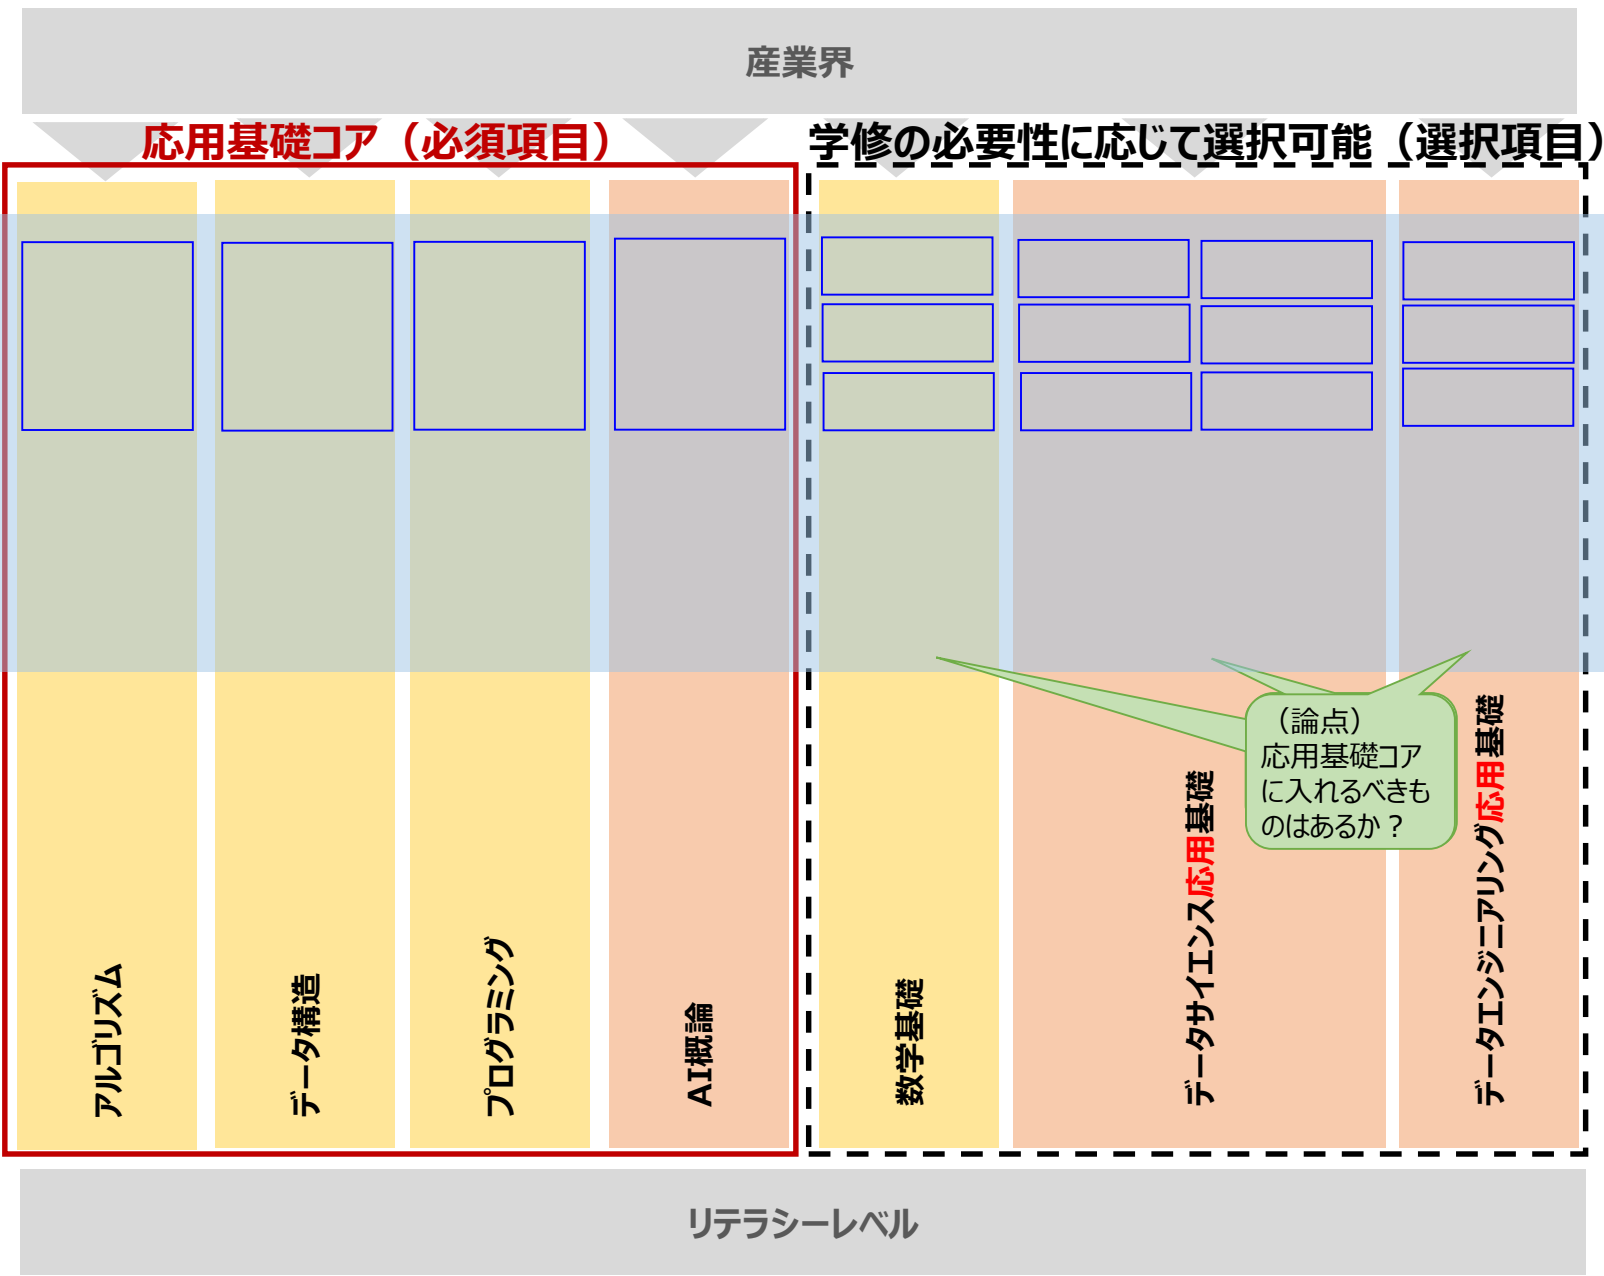 産業界
応用基礎コア（必須項目）
学修の必要性に応じて選択可能（選択項目）
アルゴリズム
データ構造
プログラミング
AI概論
数学基礎
データサイエンス応用基礎
データエンジニアリング応用基礎
（論点）
応用基礎コア
に入れるべきも
のはあるか？
リテラシーレベル